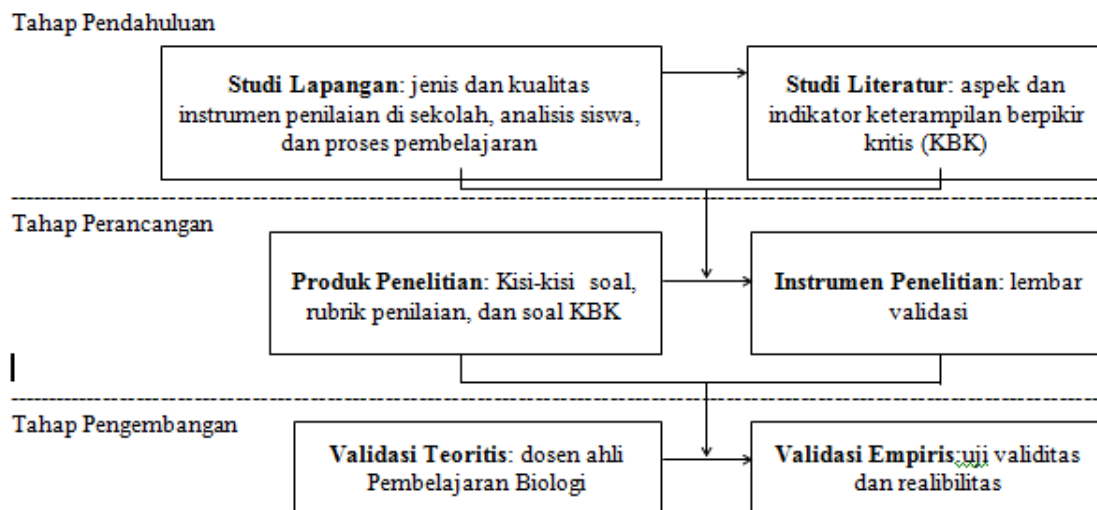 Tahap Pendahuluan
Studi Lapangan: jenis dan kualitas
instrumen penilaian di sekolah, analisis siswa,
dan proses pembelajaran
Studi Literatur: aspek dan
indikator keterampilan berpikir
kritis (KBK)
Tahap Perancangan
Produk Penelitian: Kisi-kisi soal,
rubrik penilaian, dan soal KBK
Instrumen Penelitian: lembar
validasi
Tahap Pengembangan
Validasi Teoritis: dosen ahli
Pembelajaran Biologi
Validasi Empiris:uji validitas
dan realibilitas